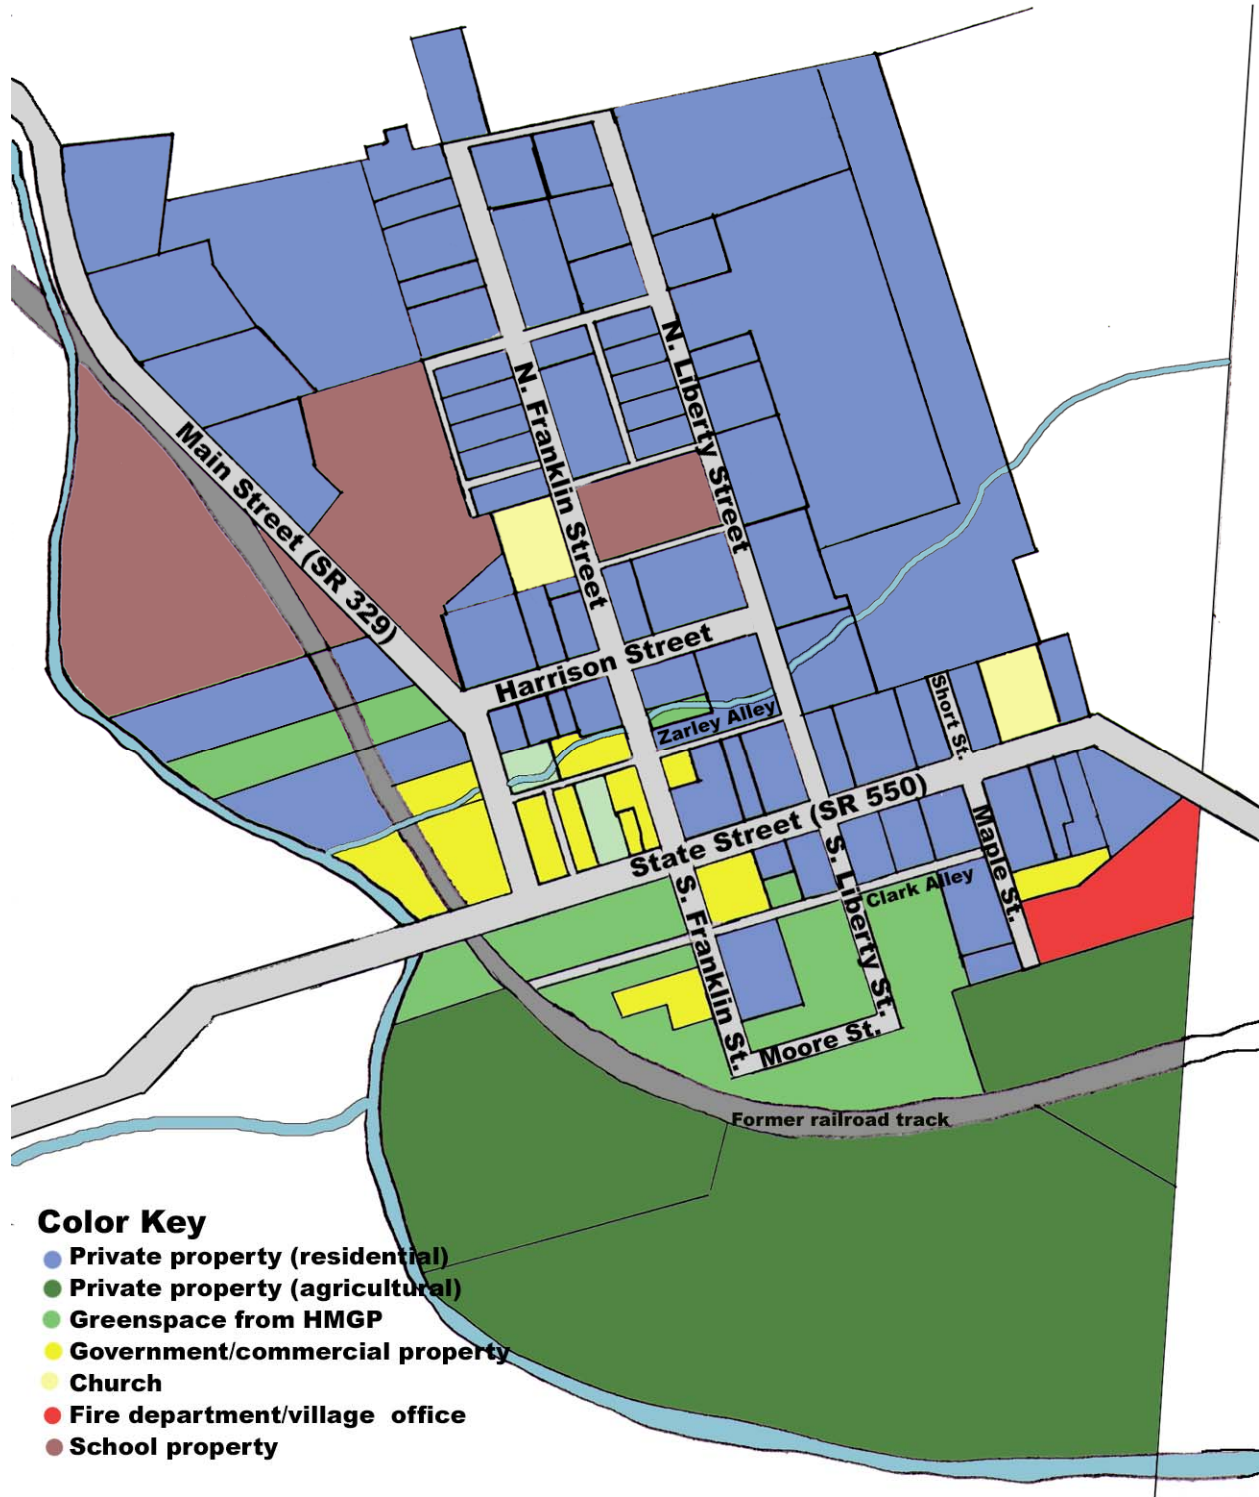 N. Franklin Street
N. Liberty Street
Main Street (SR 329)
Harrison Street
Zarley Alley
Short St.
State Street (SR 550)
Maple St.
S. Franklin St.
S. Liberty St.
Clark Alley
Moore St.
Former railroad track
Color Key
Private property (residential)
Private property (agricultural)
Greenspace from HMGP
Government/commercial property
Church
Fire department/village office
School property